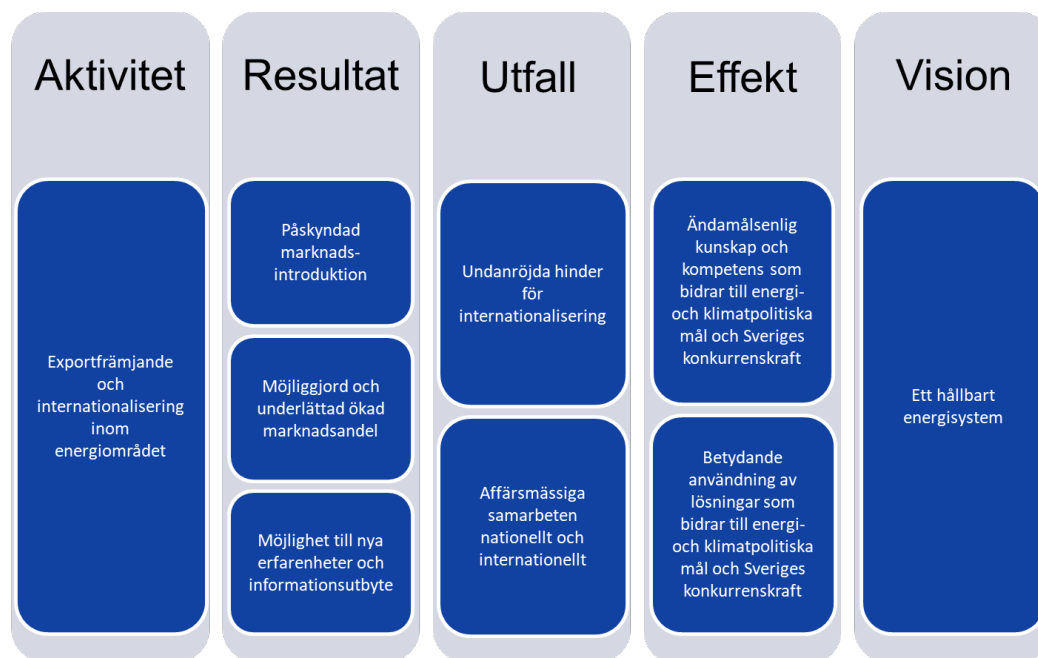 Aktivitet
Exportfrämjande
och
internationalisering
inom
energiområdet
Resultat
Påskyndad
marknads-
introduktion
Möjliggjord och
underlättad ökad
marknadsandel
Möjlighet till nya
erfarenheter och
informationsutbyte
Utfall
Undanröjda hinder
för
internationalisering
Affärsmässiga
samarbeten
nationellt och
internationellt
Effekt
Ändamålsenlig
kunskap och
kompetens som
bidrar till energi-
och klimatpolitiska
mål och Sveriges
konkurrenskraft
Betydande
användning av
lösningar som
bidrar till energi-
och klimatpolitiska
mål och Sveriges
konkurrenskraft
Vision
Ett hållbart
energisystem